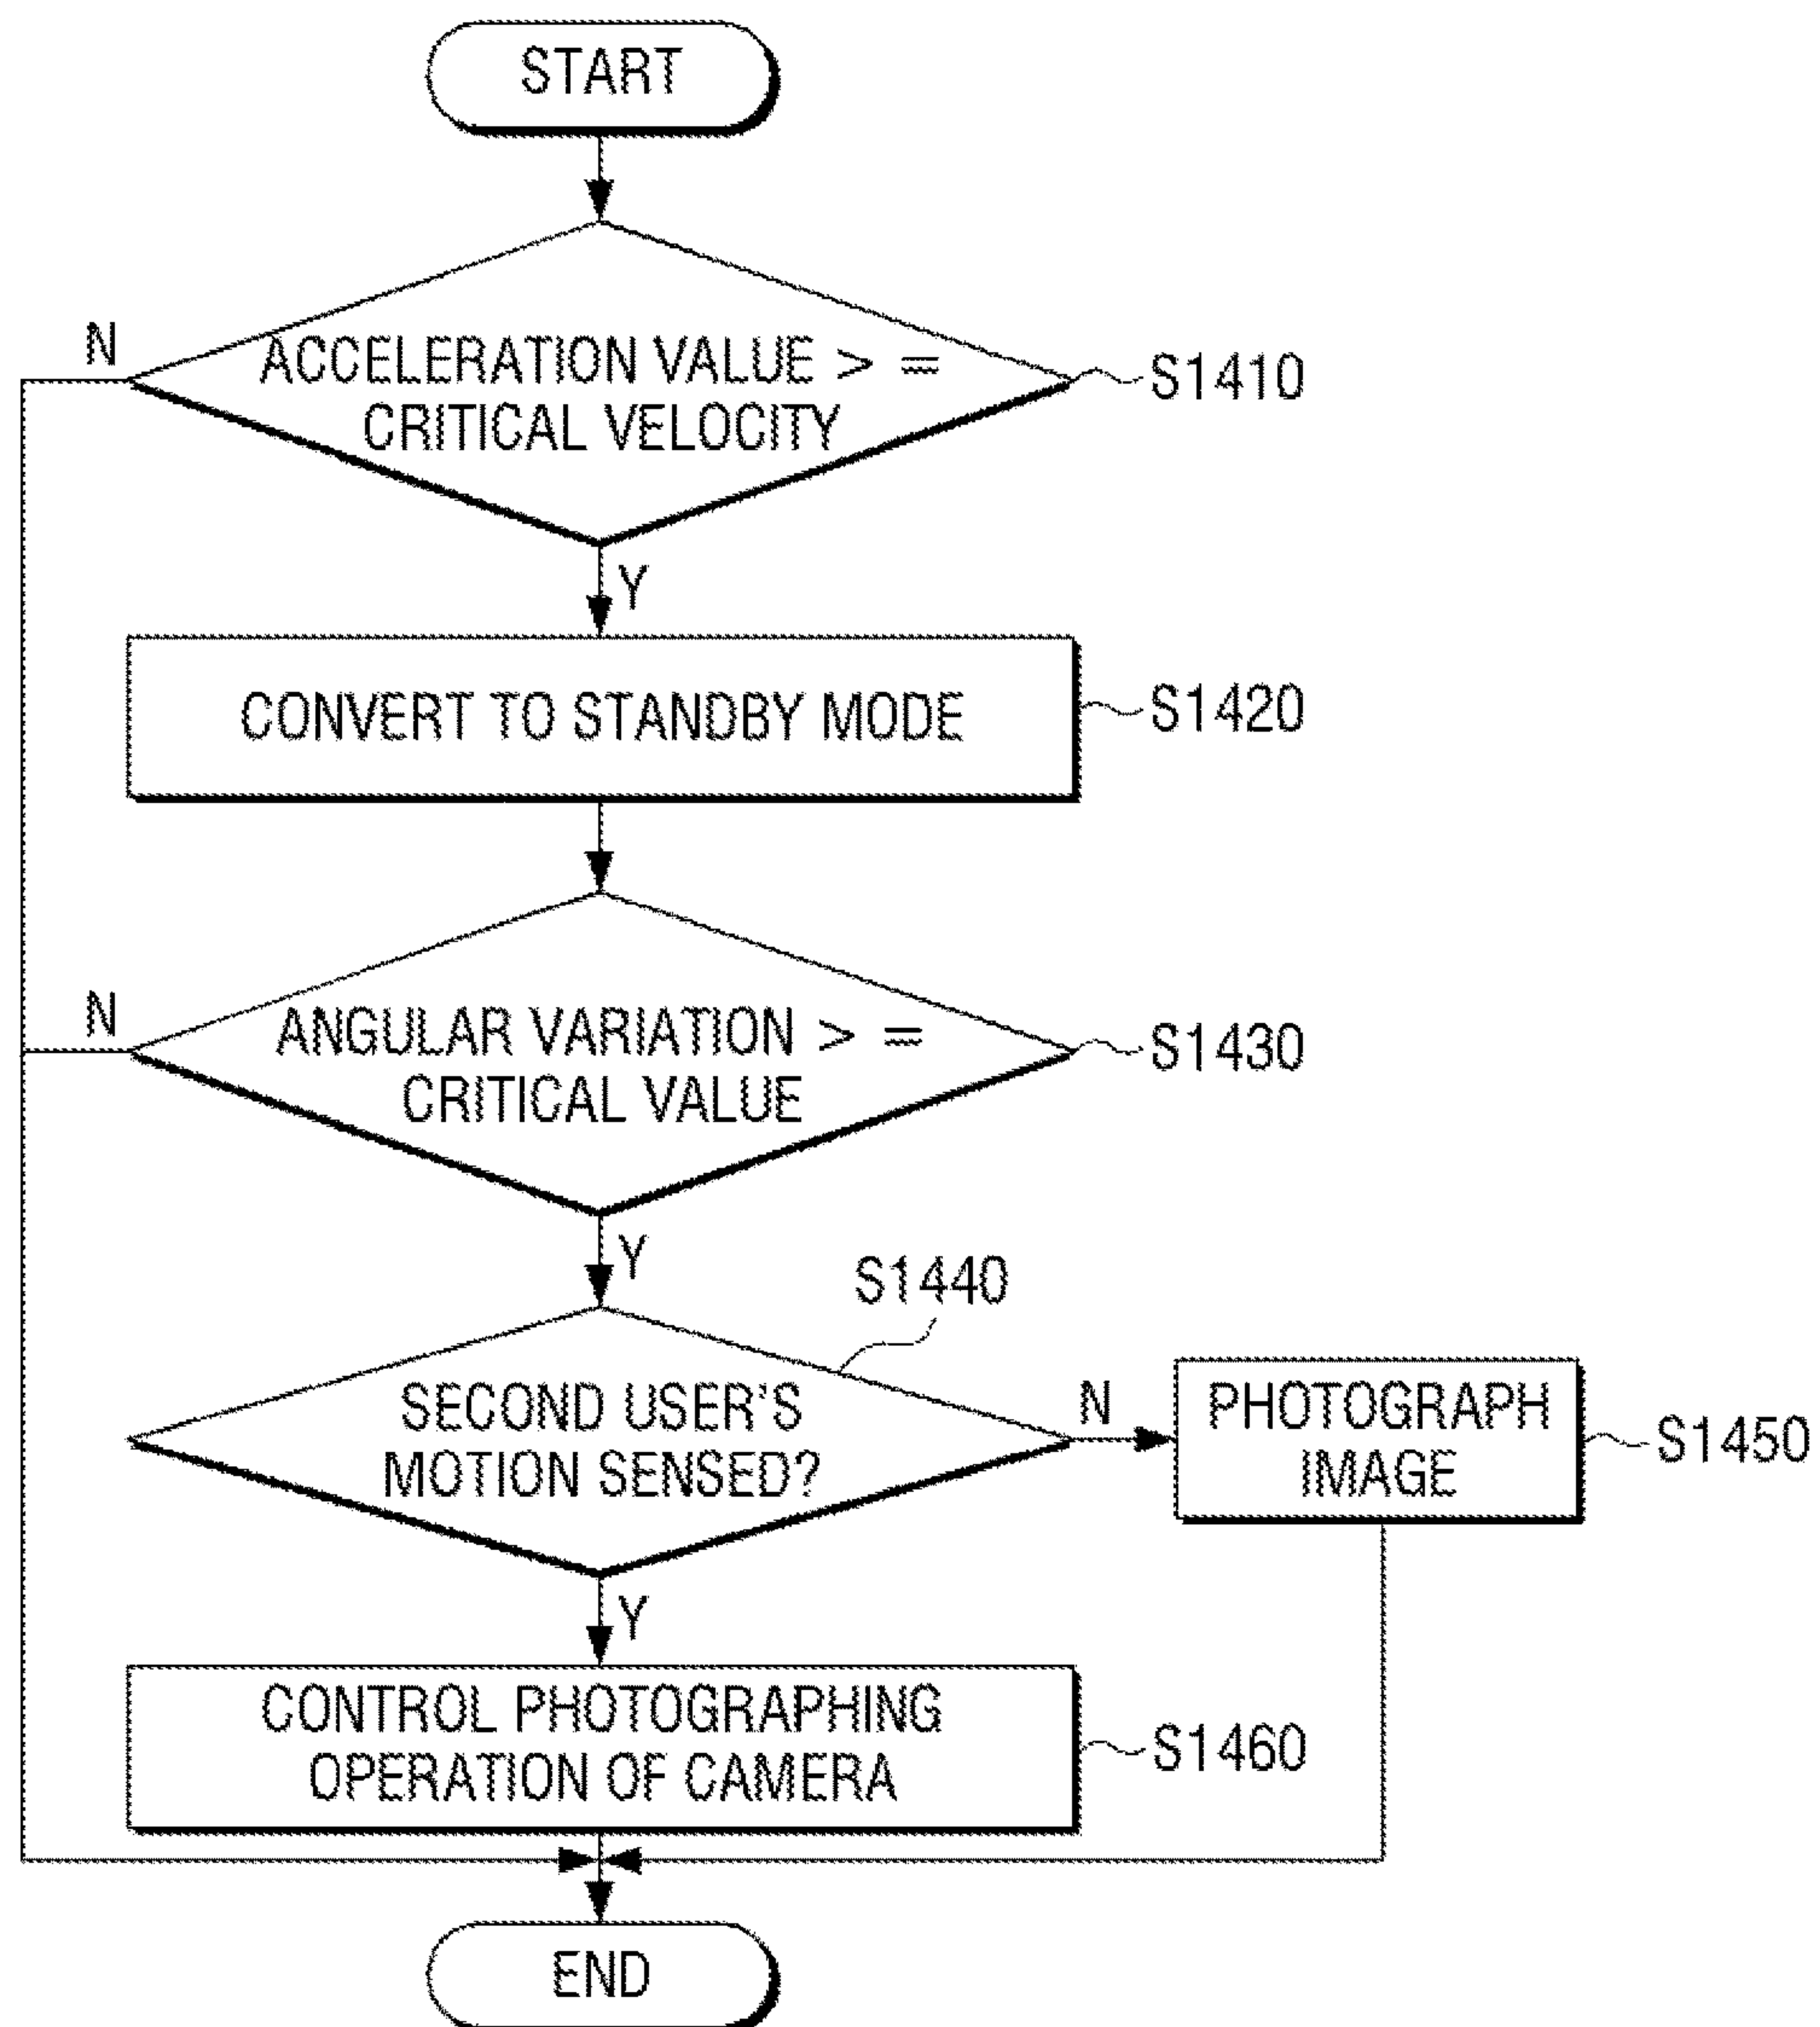 START
N
ACCELERATION VALUE > =
CRITICAL VELOCITY
S1410
Y
CONVERT TO STANDBY MODE
S1420
N
ANGULAR VARIATION > =
CRITICAL VALUE
S1430
Y
S1440
SECOND USER'S
MOTION SENSED?
N
PHOTOGRAPH
IMAGE
S1450
Y
CONTROL PHOTOGRAPHING
OPERATION OF CAMERA
S1460
END